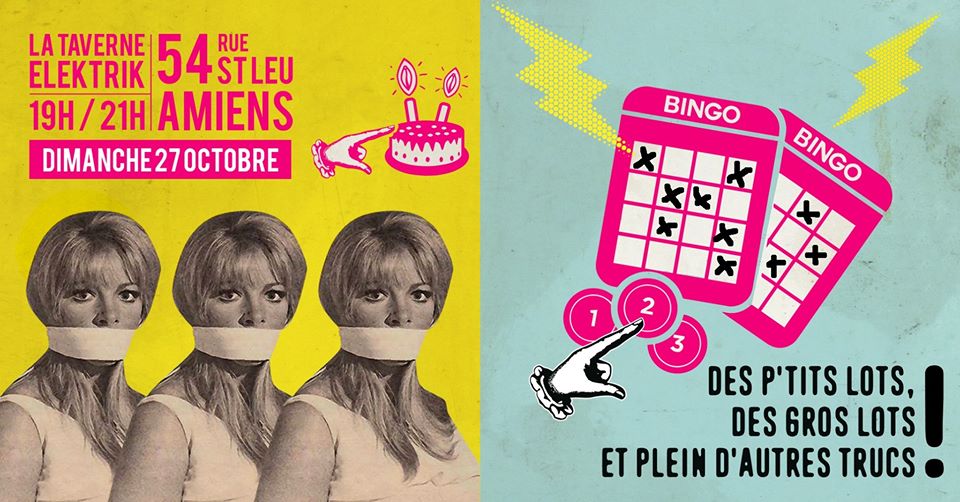 LA TAVERNE
ELEKTRIK
19H / 21H
54 RUE
ST LEU
AMIENS
DIMANCHE 27 OCTOBRE
BINGO
BINGO
1
2
3
DES P'TITS LOTS,
DES GROS LOTS
ET PLEIN D'AUTRES TRUCS !